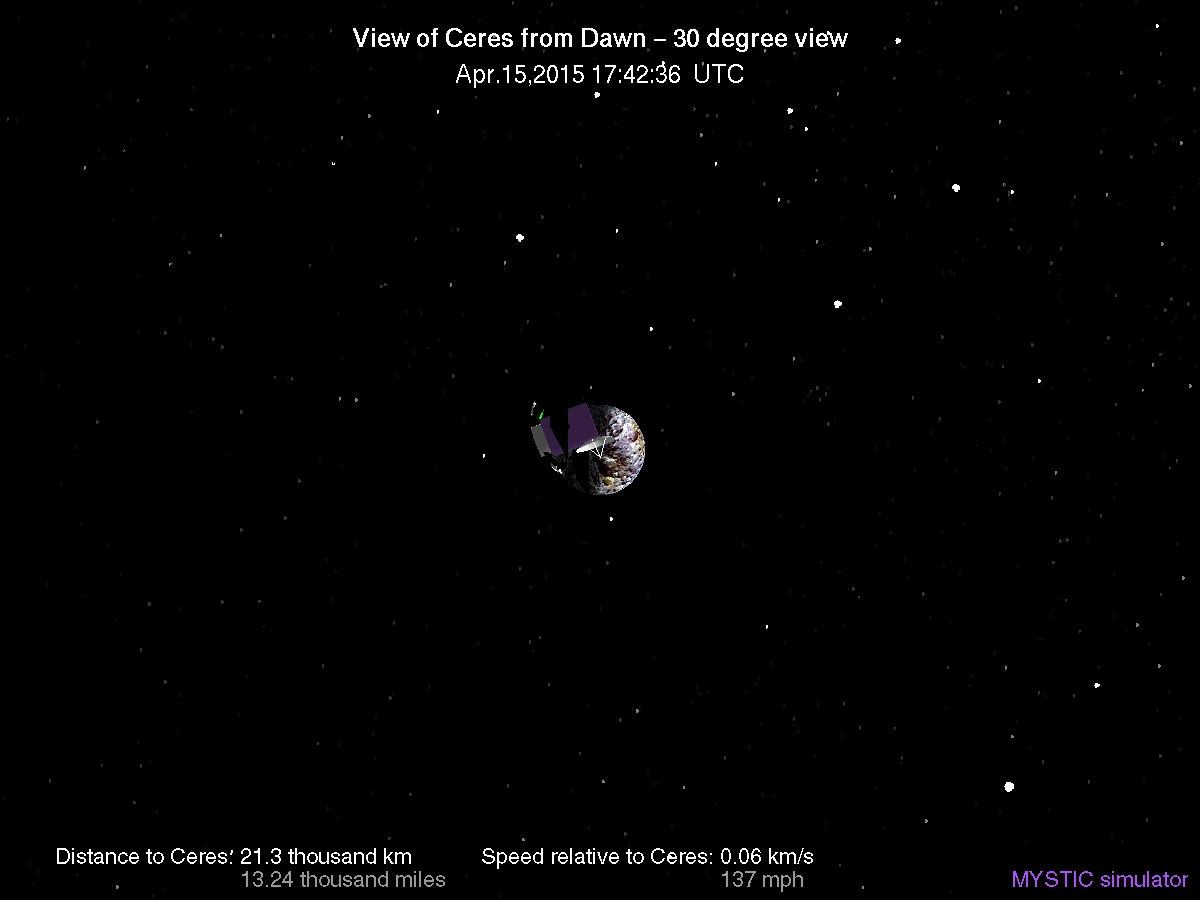 View of Ceres from Dawn – 30 degree view
Apr.15,2015 17:42:36 UTC
Distance to Ceres: 21.3 thousand km
13.24 thousand miles
Speed relative to Ceres: 0.06 km/s
137 mph
MYSTIC simulator